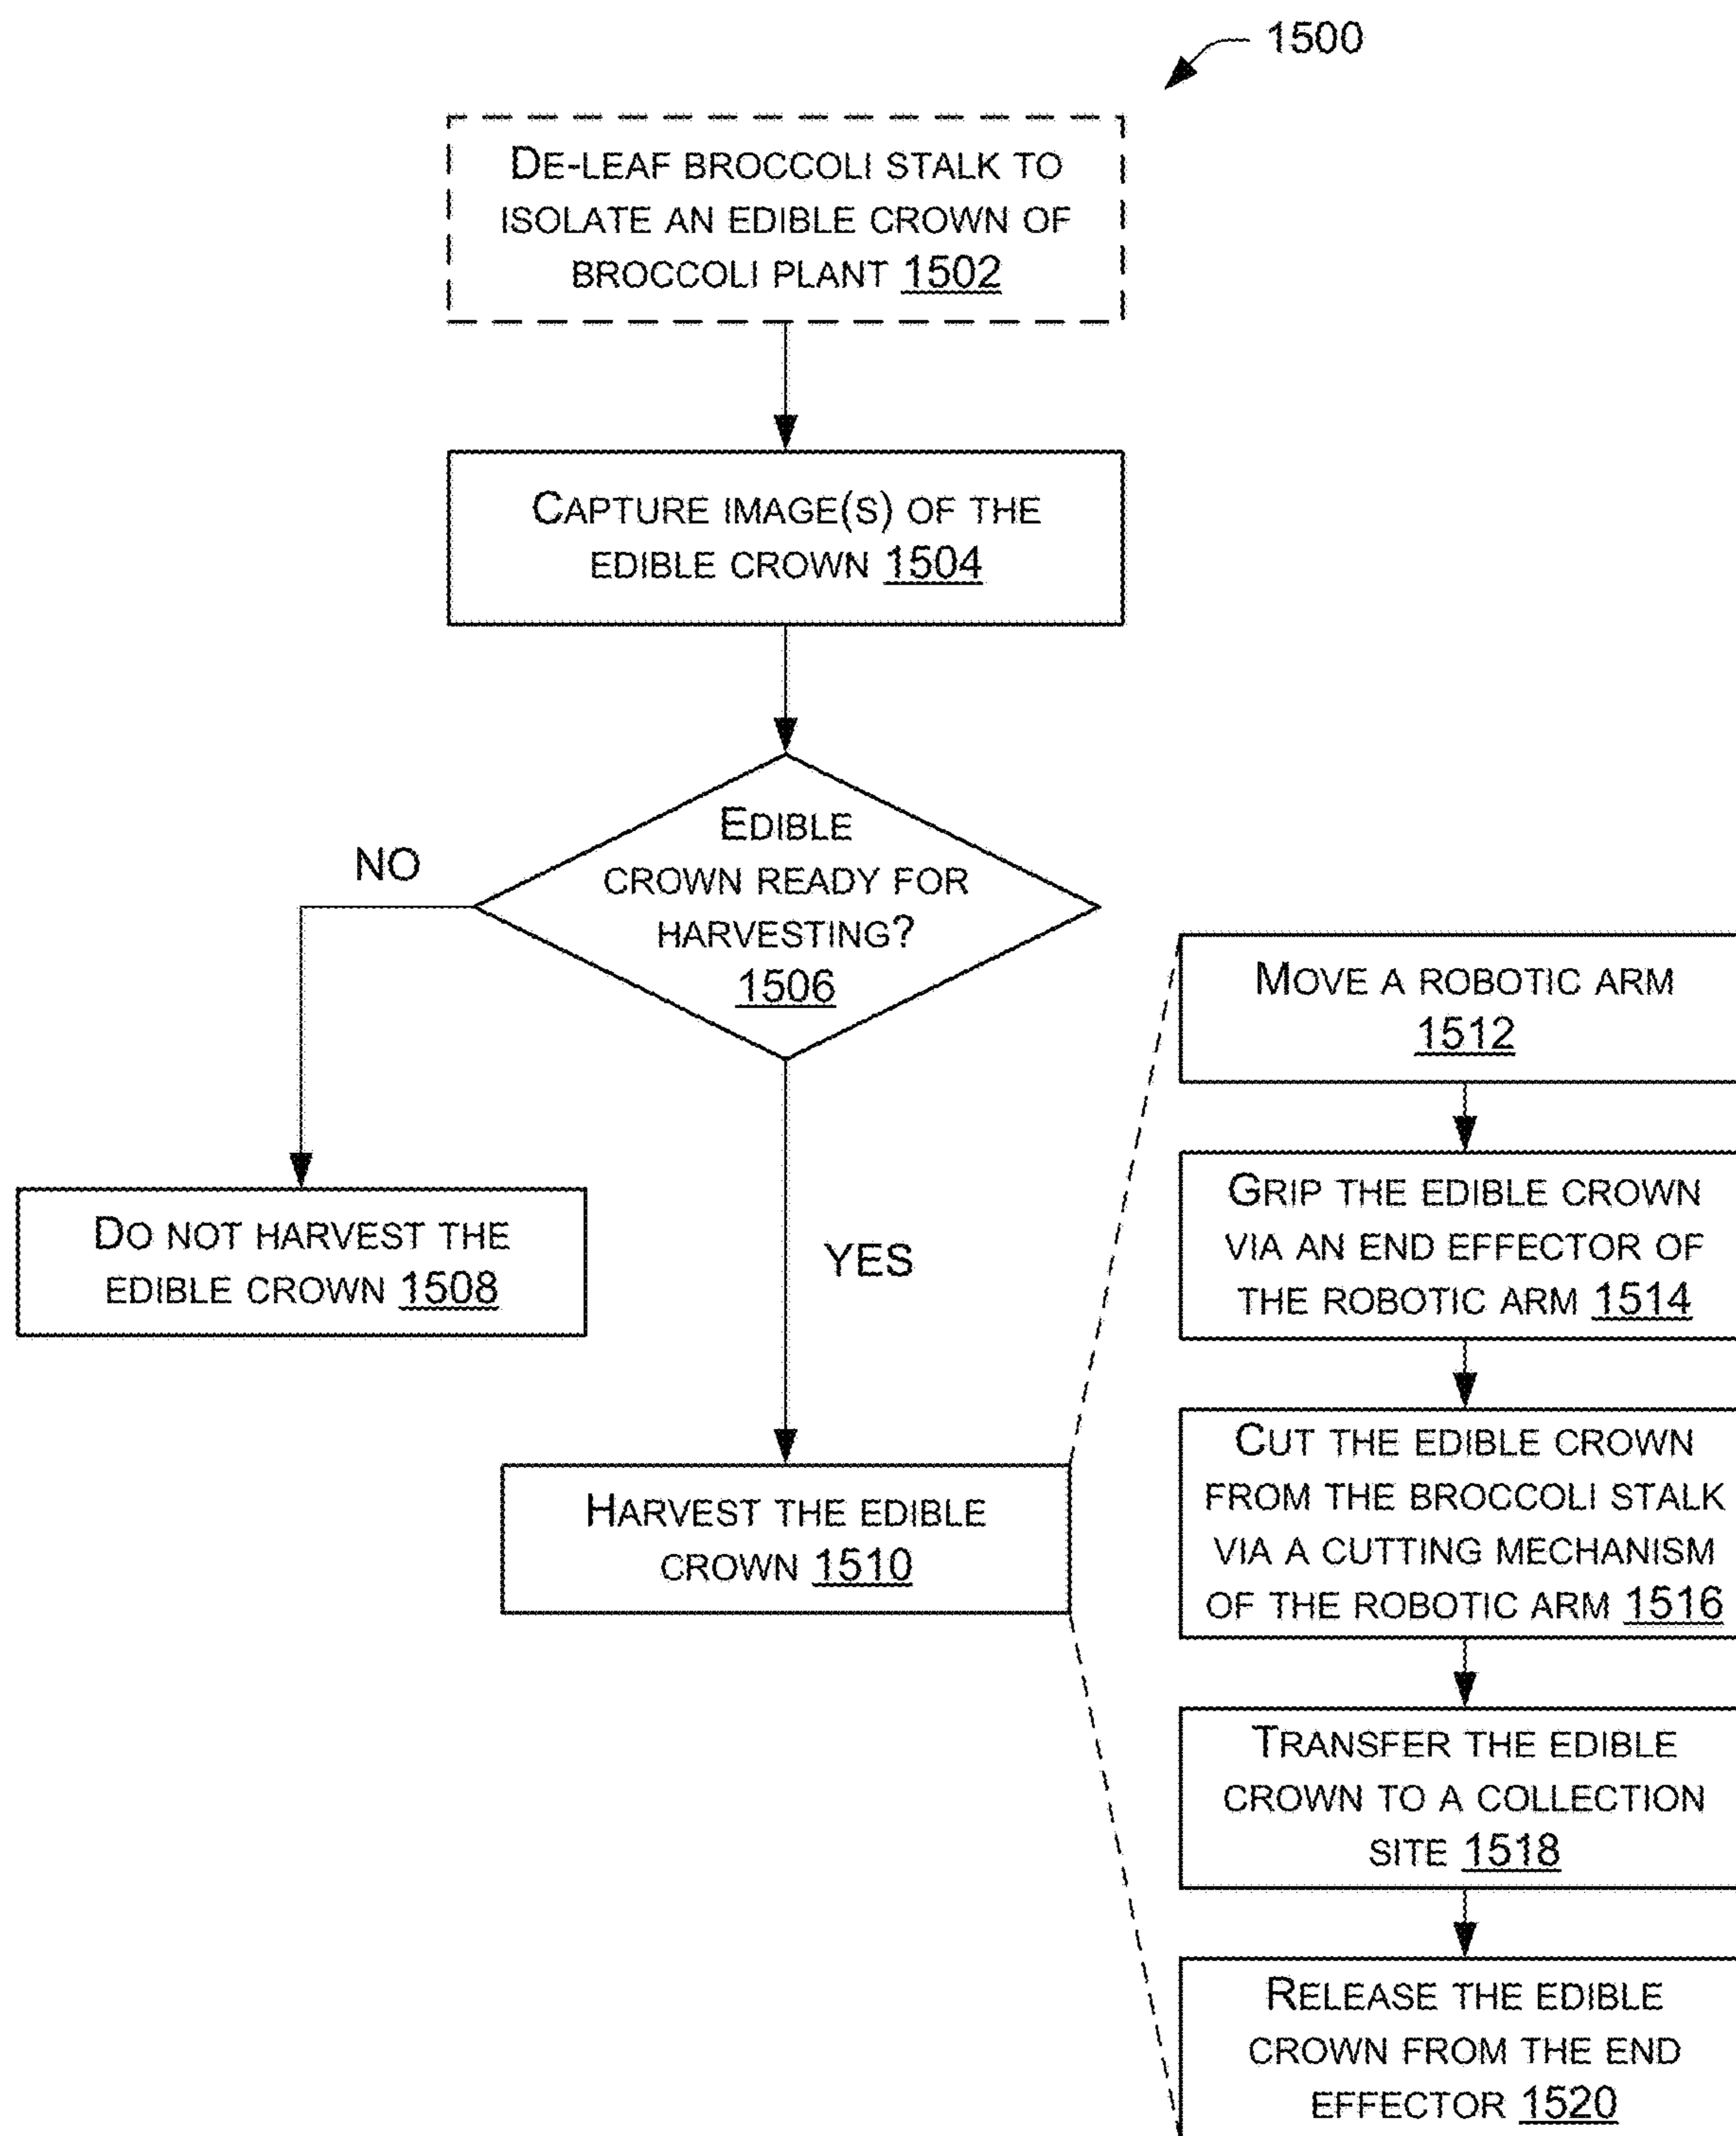 1500
DE-LEAF BROCCOLI STALK TO
ISOLATE AN EDIBLE CROWN OF
BROCCOLI PLANT 1502
CAPTURE IMAGE(S) OF THE
EDIBLE CROWN 1504
EDIBLE
CROWN READY FOR
HARVESTING?
1506
NO
DO NOT HARVEST THE
EDIBLE CROWN 1508
YES
HARVEST THE EDIBLE
CROWN 1510
MOVE A ROBOTIC ARM
1512
GRIP THE EDIBLE CROWN
VIA AN END EFFECTOR OF
THE ROBOTIC ARM 1514
CUT THE EDIBLE CROWN
FROM THE BROCCOLI STALK
VIA A CUTTING MECHANISM
OF THE ROBOTIC ARM 1516
TRANSFER THE EDIBLE
CROWN TO A COLLECTION
SITE 1518
RELEASE THE EDIBLE
CROWN FROM THE END
EFFECTOR 1520